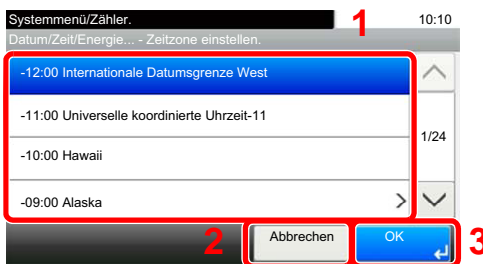 Systemmenü/Zähler.
1
10:10
Datum/Zeit/Energie... - Zeitzone einstellen.
-12:00 Internationale Datumsgrenze West
-11:00 Universelle koordinierte Uhrzeit-11
1/24
-10:00 Hawaii
-09:00 Alaska
2
Abbrechen
OK
3